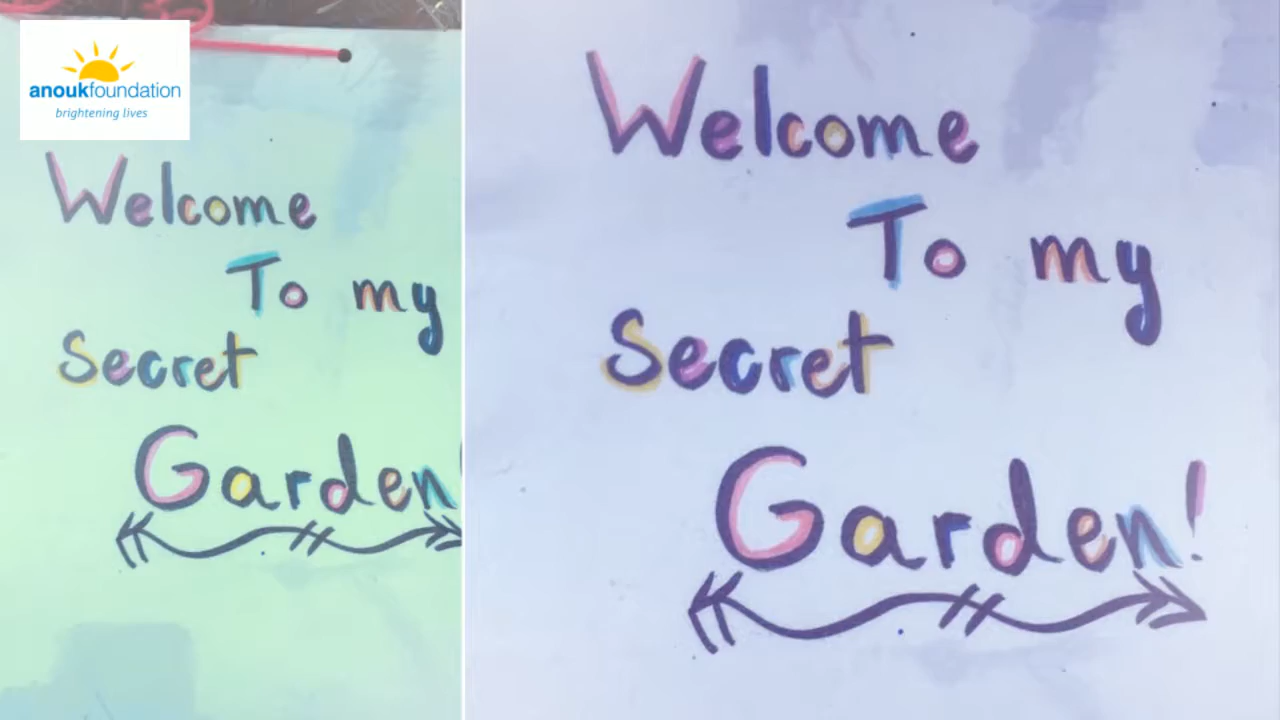 anoukfoundation
brightening lives
Welcome
To my
Secret
Garden
Welcome
To my
Secret
Garden!